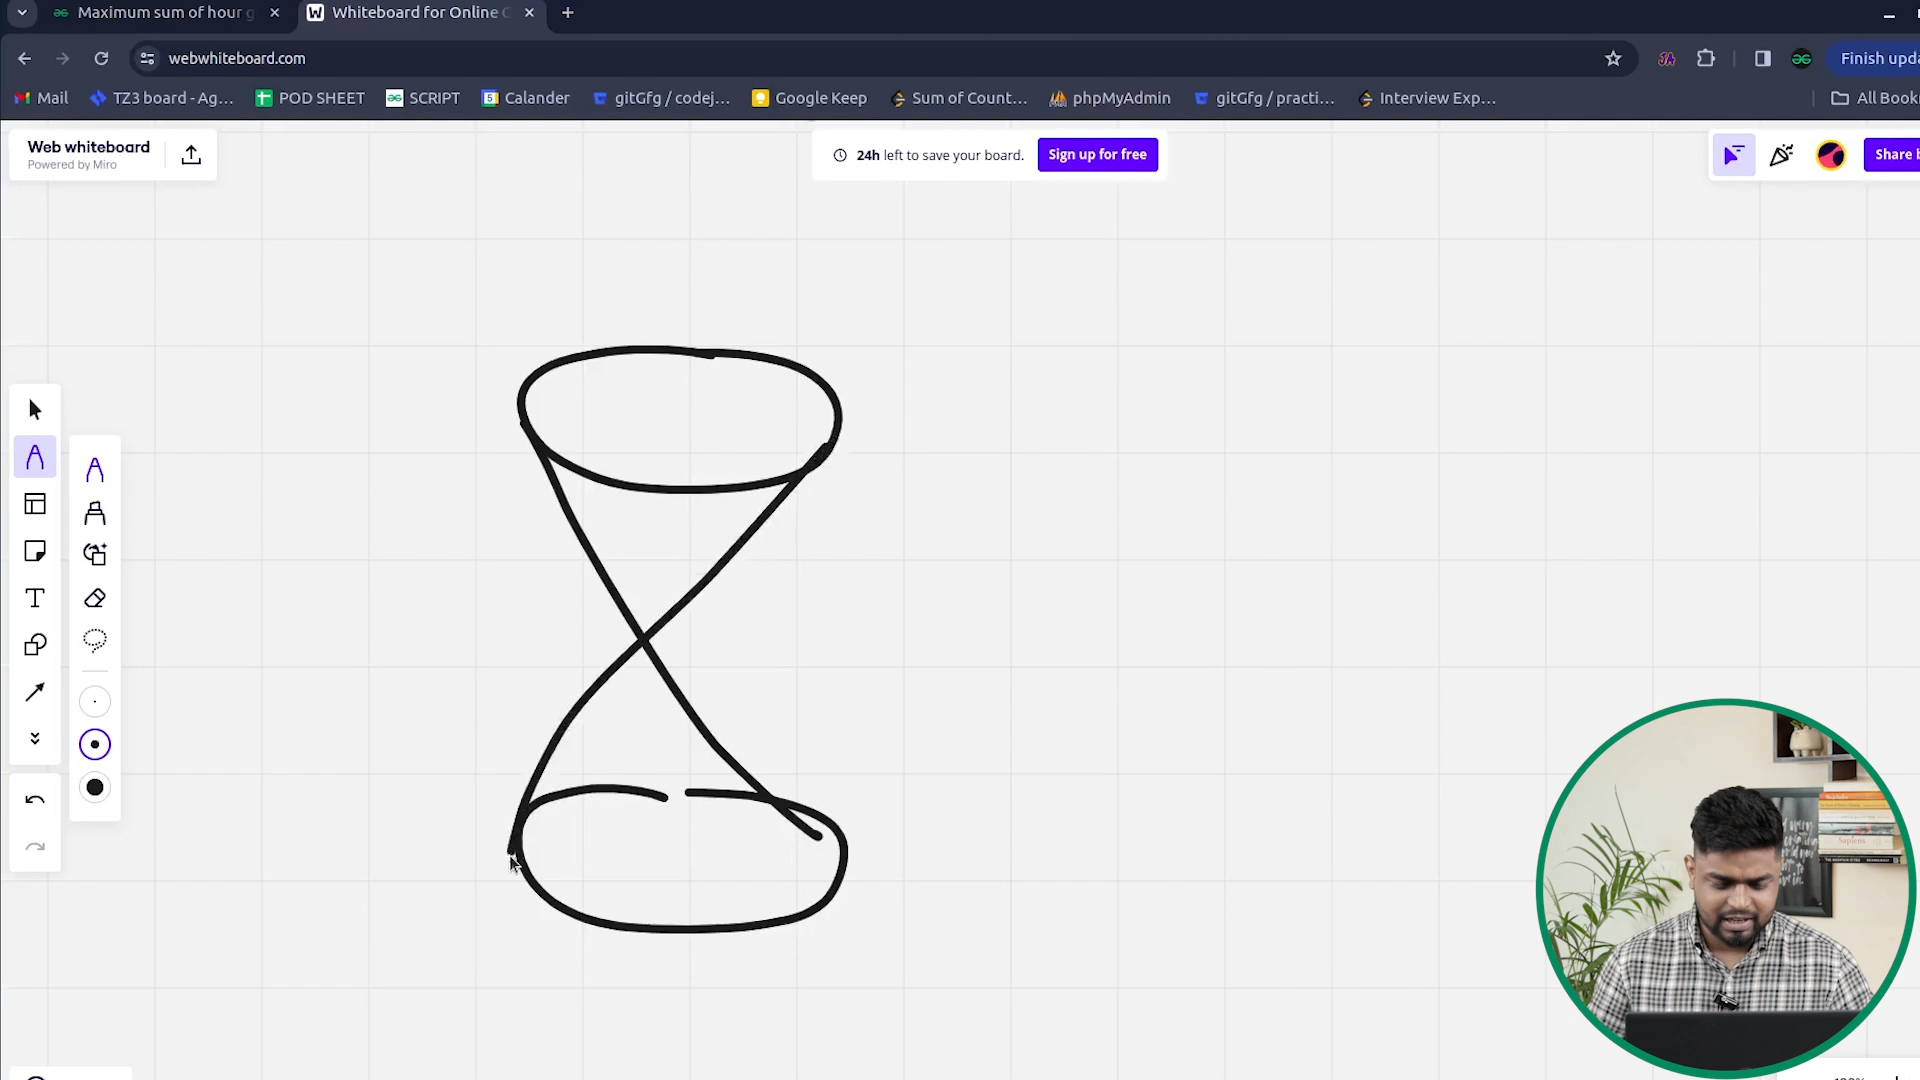 Maximum sum of hour g
Whiteboard for Online C
webwhiteboard.com
Finish upda
Mail
TZ3 board - Ag...
POD SHEET
SCRIPT
Calander
gitGfg / codej...
Google Keep
Sum of Count...
phpMyAdmin
gitGfg / practi...
Interview Exp...
All Book
Web whiteboard
Powered by Miro
24h left to save your board.
Sign up for free
Share b
Sapiens